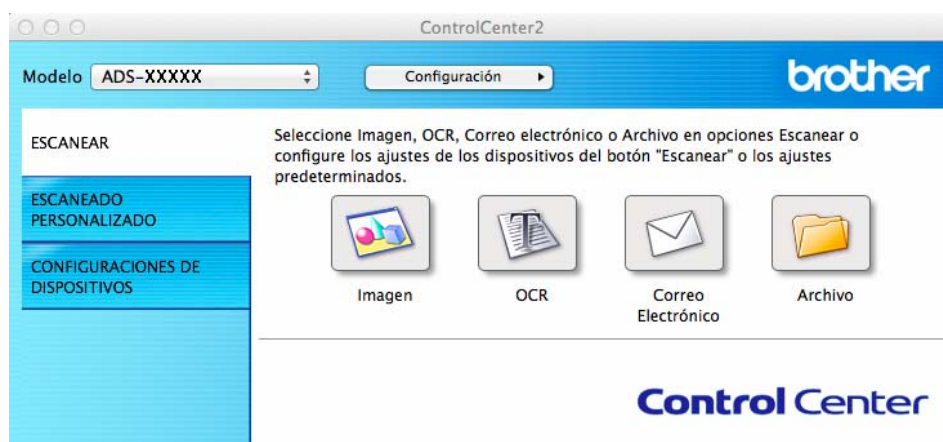 ControlCenter2
Modelo ADS-XXXXX Configuración
brother
ESCANEAR
ESCANEADO
PERSONALIZADO
CONFIGURACIONES DE
DISPOSITIVOS
Seleccione Imagen, OCR, Correo electrónico o Archivo en opciones Escanear o
configure los ajustes de los dispositivos del botón "Escanear" o los ajustes
predeterminados.
Imagen OCR Correo Archivo
Electrónico
Control Center